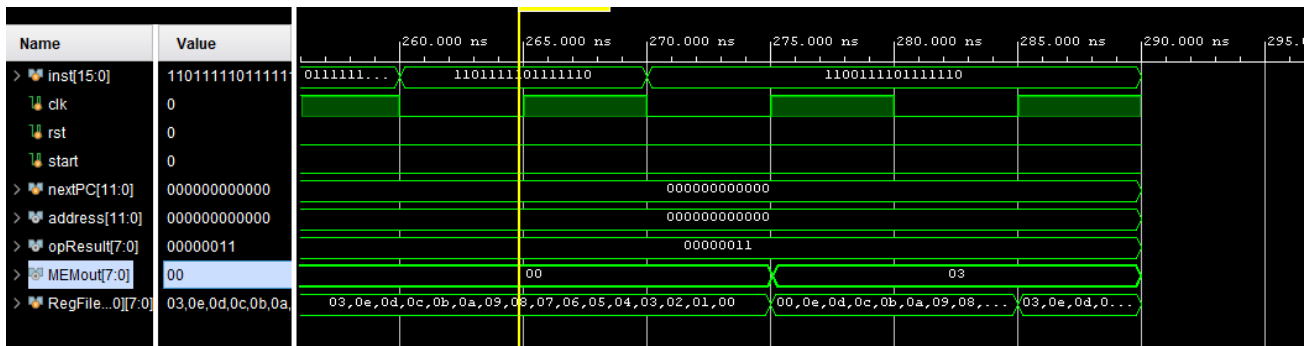 Name Value 260.000 ns 265.000 ns 270.000 ns 275.000 ns 280.000 ns 285.000 ns 290.000 ns 295.
inst[15:0] 11011111011111 0111111... 1101111101111110 1100111101111110
clk 0
rst 0
start 0
nextPC[11:0] 000000000000 000000000000
address[11:0] 000000000000 000000000000
opResult[7:0] 00000011 00000011
MEMout[7:0] 00 00 03
RegFile...0][7:0] 03,0e,0d,0c,0b,0a, 03,0e,0d,0c,0b,0a,09,08,07,06,05,04,03,02,01,00 00,0e,0d,0c,0b,0a,09,08,... 03,0e,0d,0...